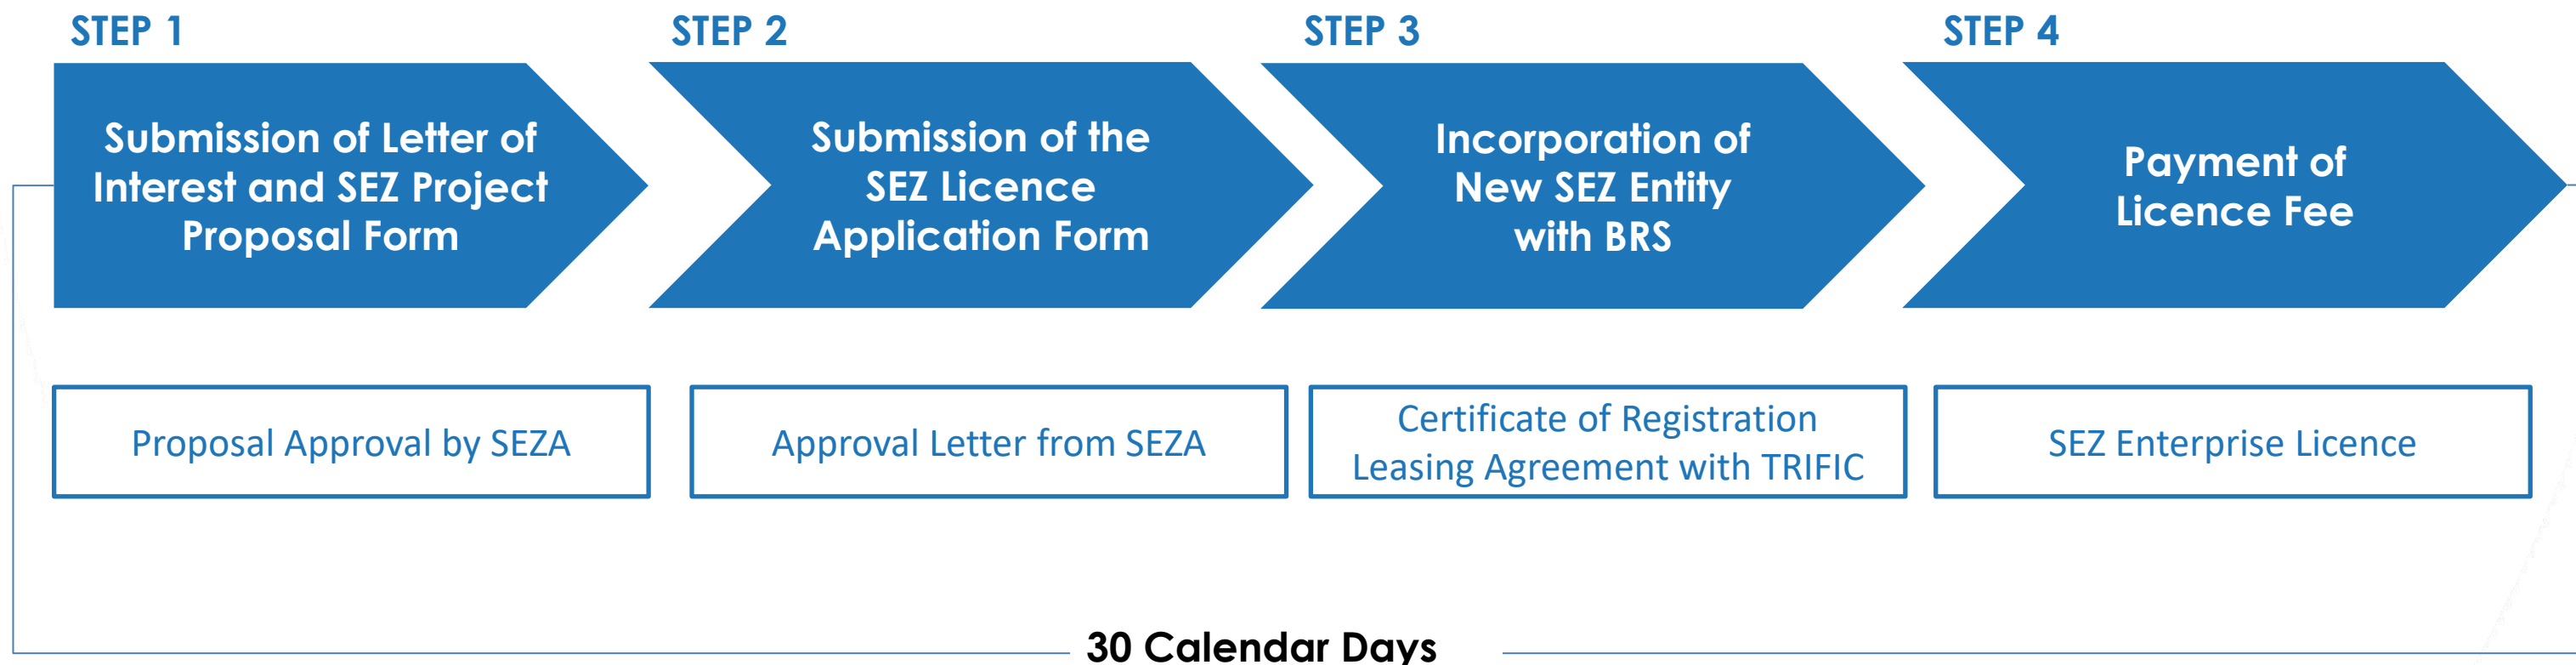 STEP 1
Submission of Letter of
Interest and SEZ Project
Proposal Form
Proposal Approval by SEZA
STEP 2
Submission of the
SEZ Licence
Application Form
Approval Letter from SEZA
STEP 3
Incorporation of
New SEZ Entity
with BRS
Certificate of Registration
Leasing Agreement with TRIFIC
STEP 4
Payment of
Licence Fee
SEZ Enterprise Licence
30 Calendar Days